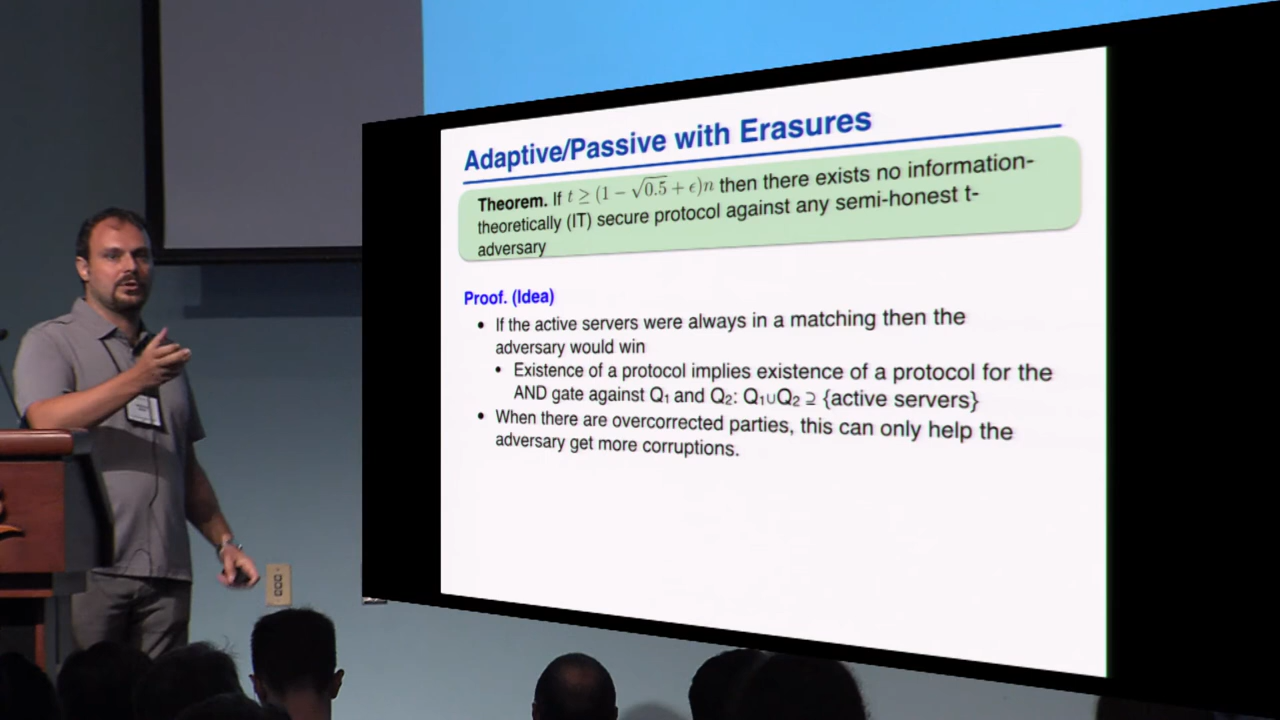 Adaptive/Passive with Erasures
Theorem. If t ≥ (1 − √0.5 + ϵ)n then there exists no information-
theoretically (IT) secure protocol against any semi-honest t-
adversary
Proof. (Idea)
• If the active servers were always in a matching then the
adversary would win
• Existence of a protocol implies existence of a protocol for the
AND gate against Q₁ and Q₂: Q₁∪Q₂ ⊇ {active servers}
• When there are overcorrected parties, this can only help the
adversary get more corruptions.